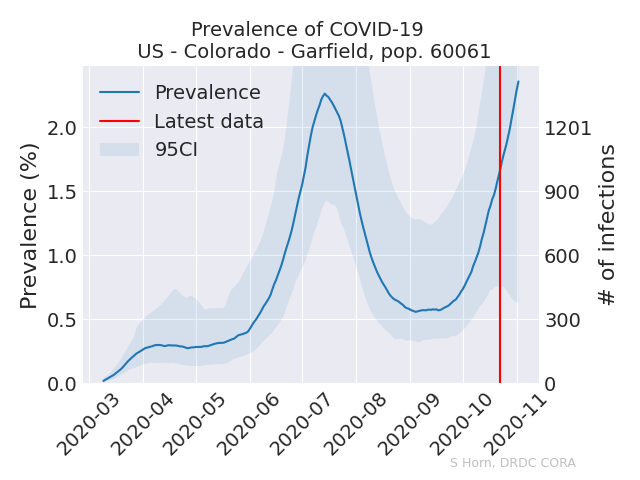 Prevalence of COVID-19
US - Colorado - Garfield, pop. 60061
Prevalence
Latest data
95CI
Prevalence (%)
2.0
1.5
1.0
0.5
0.0
1201
900
600
300
0
# of infections
2020-03
2020-04
2020-05
2020-06
2020-07
2020-08
2020-09
2020-10
2020-11
S Horn, DRDC CORA